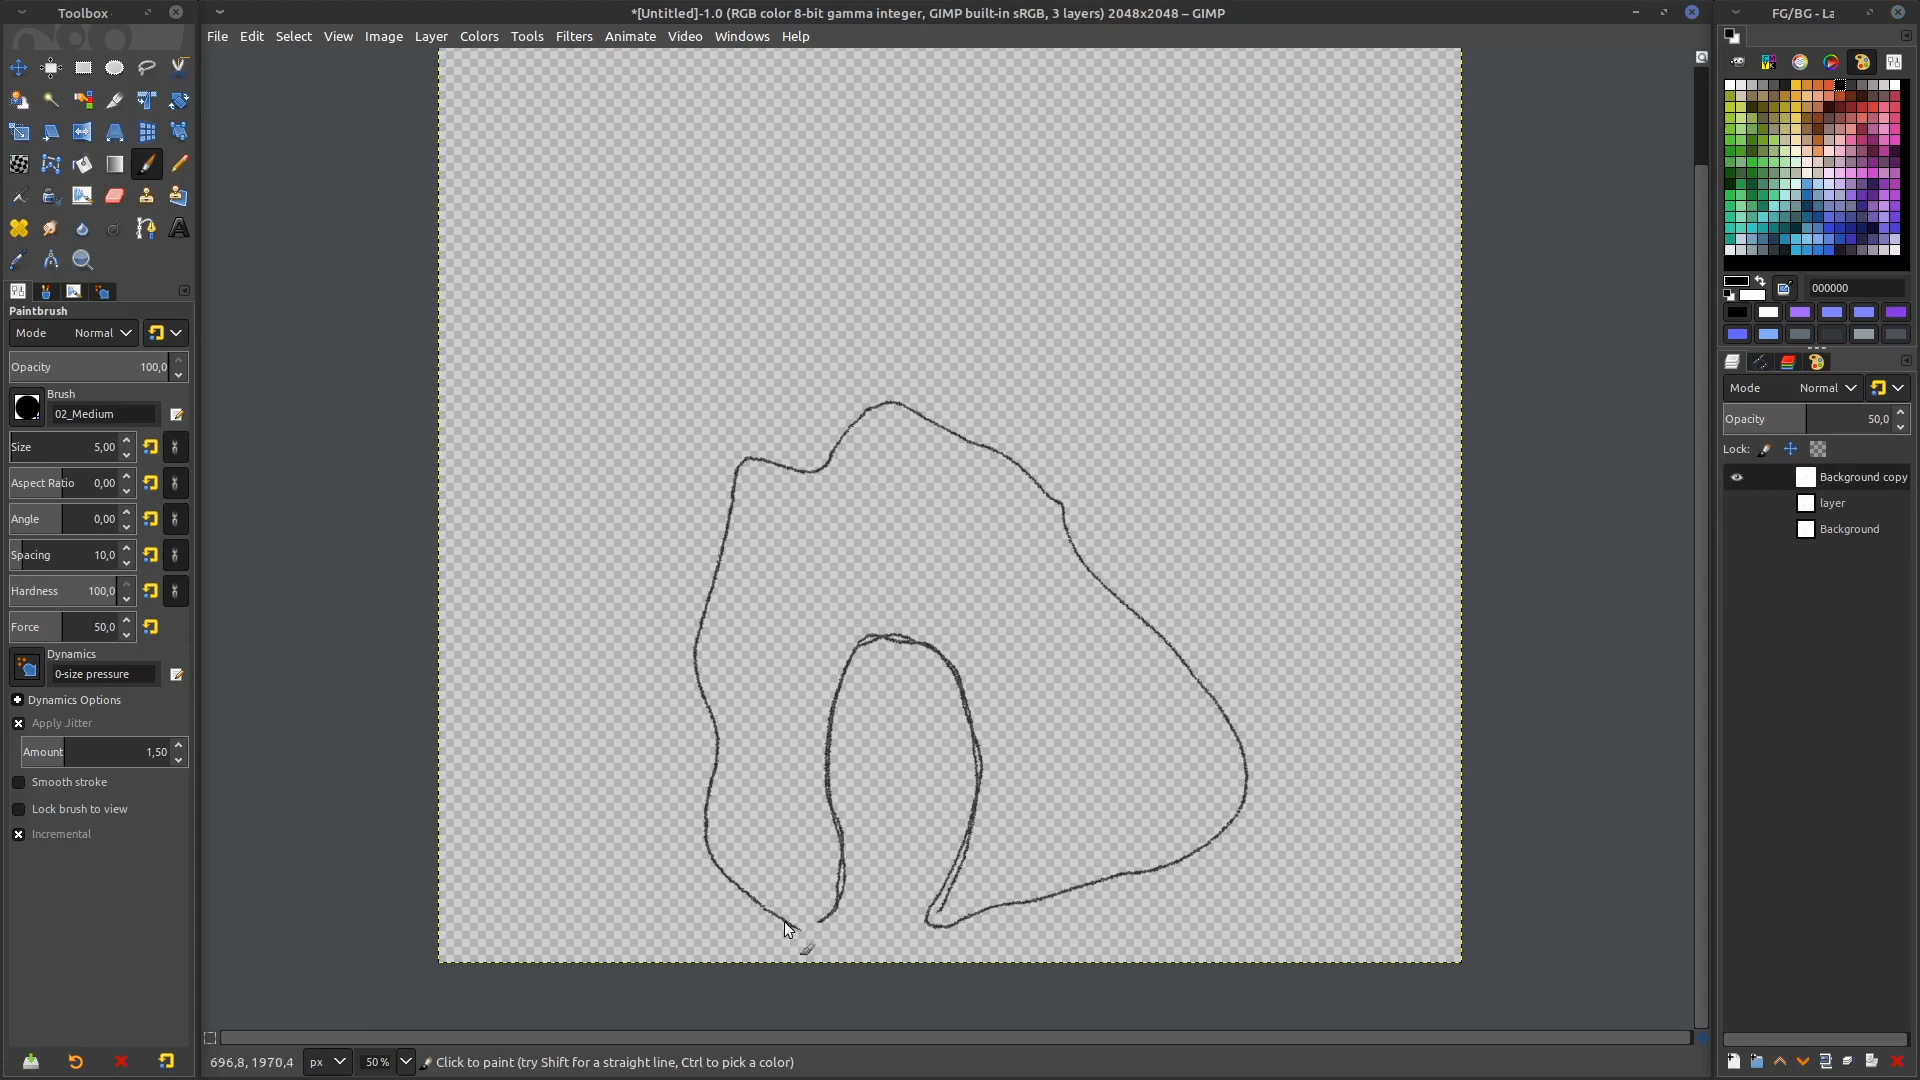 Toolbox
*[Untitled]-1.0 (RGB color 8-bit gamma integer, GIMP built-in sRGB, 3 layers) 2048x2048 – GIMP
FG/BG - La
File Edit Select View Image Layer Colors Tools Filters Animate Video Windows Help
000000
Paintbrush
Mode Normal
Opacity 100,0
Brush
02_Medium
Size 5,00
Aspect Ratio 0,00
Angle 0,00
Spacing 10,0
Hardness 100,0
Force 50,0
Dynamics
0-size pressure
Dynamics Options
Apply Jitter
Amount 1,50
Smooth stroke
Lock brush to view
Incremental
Mode Normal
Opacity 50,0
Lock:
Background copy
layer
Background
696,8, 1970,4 px 50% Click to paint (try Shift for a straight line, Ctrl to pick a color)